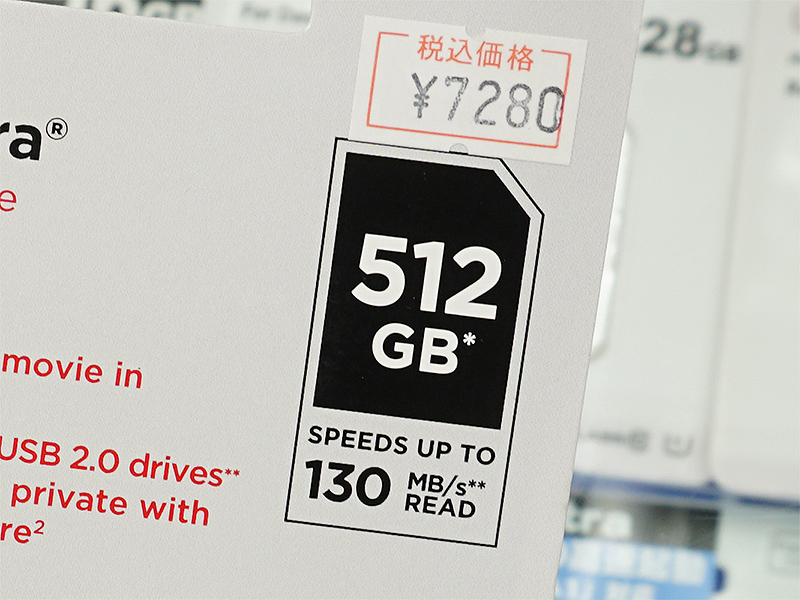 税込価格
¥7280
ra®
e
512
GB*
movie in
SPEEDS UP TO
130 MB/s**
READ
USB 2.0 drives**
private with
re²
28GB